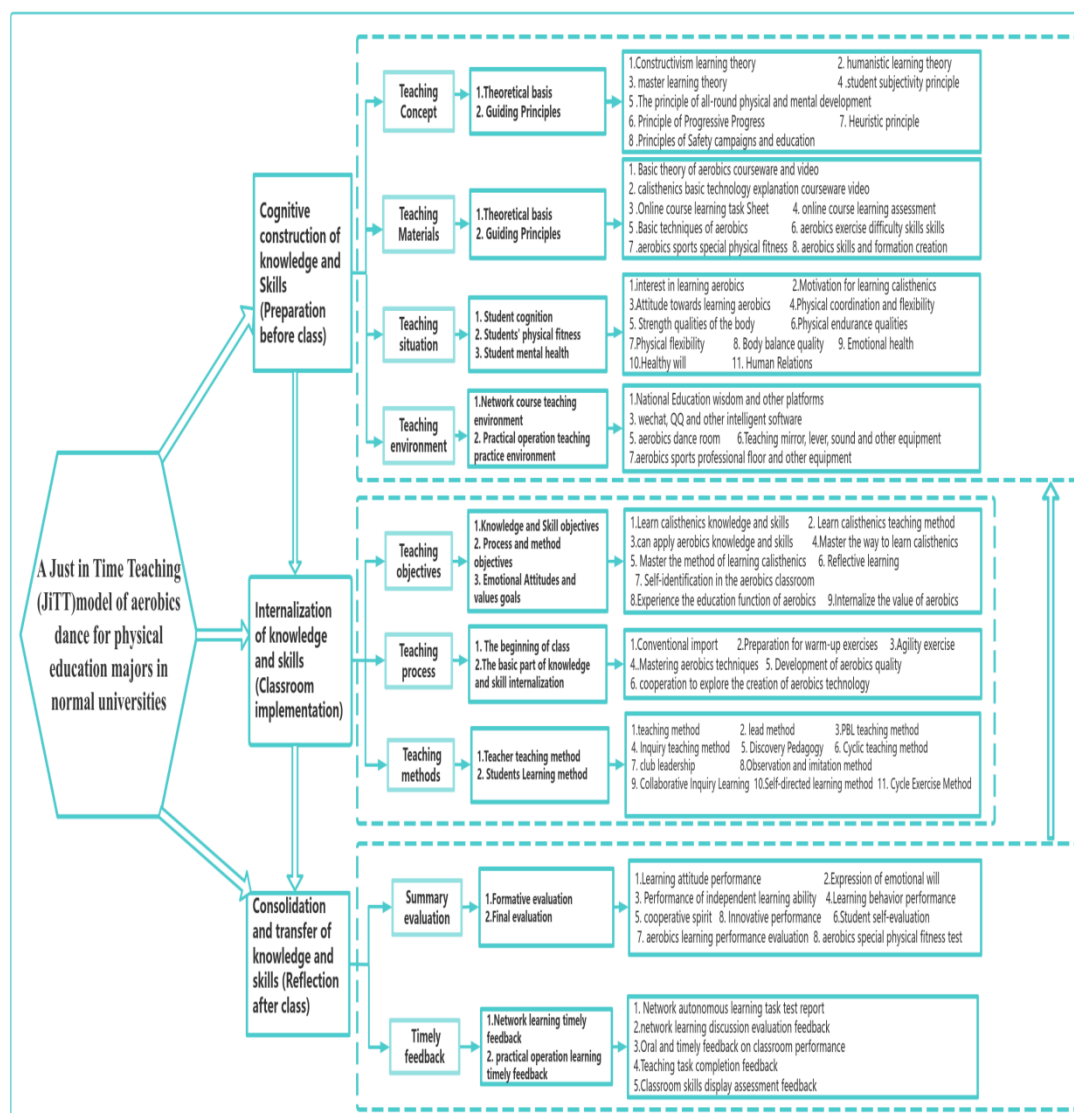 A Just in Time Teaching
(JiTT)model of aerobics
dance for physical
education majors in
normal universities
Cognitive
construction of
knowledge and
Skills
(Preparation
before class)
Teaching
Concept
1.Theoretical basis
2. Guiding Principles
1.Constructivism learning theory 2. humanistic learning theory
3. master learning theory 4 .student subjectivity principle
5 .The principle of all-round physical and mental development
6. Principle of Progressive Progress 7. Heuristic principle
8 .Principles of Safety campaigns and education
Teaching
Materials
1.Theoretical basis
2. Guiding Principles
1. Basic theory of aerobics courseware and video
2. calisthenics basic technology explanation courseware video
3 .Online course learning task Sheet 4. online course learning assessment
5 .Basic techniques of aerobics 6. aerobics exercise difficulty skills skills
7 .aerobics sports special physical fitness 8. aerobics skills and formation creation
Teaching
situation
1. Student cognition
2. Students' physical fitness
3. Student mental health
1.interest in learning aerobics 2.Motivation for learning calisthenics
3.Attitude towards learning aerobics 4.Physical coordination and flexibility
5. Strength qualities of the body 6.Physical endurance qualities
7.Physical flexibility 8. Body balance quality 9. Emotional health
10.Healthy will 11. Human Relations
Teaching
environment
1.Network course teaching
environment
2. Practical operation teaching
practice environment
1.National Education wisdom and other platforms
3. wechat, QQ and other intelligent software
5. aerobics dance room 6.Teaching mirror, lever, sound and other equipment
7.aerobics sports professional floor and other equipment
Internalization
of knowledge
and skills
(Classroom
implementation)
Teaching
objectives
1.Knowledge and Skill objectives
2. Process and method
objectives
3. Emotional Attitudes and
values goals
1.Learn calisthenics knowledge and skills 2. Learn calisthenics teaching method
3.can apply aerobics knowledge and skills 4.Master the way to learn calisthenics
5. Master the method of learning calisthenics 6. Reflective learning
7. Self-identification in the aerobics classroom
8.Experience the education function of aerobics 9.Internalize the value of aerobics
Teaching
process
1. The beginning of class
2.The basic part of knowledge
and skill internalization
1. Conventional import 2.Preparation for warm-up exercises 3.Agility exercise
4..Mastering aerobics techniques 5. Development of aerobics quality
6. cooperation to explore the creation of aerobics technology
Teaching
methods
1.Teacher teaching method
2. Students Learning method
1.teaching method 2. lead method 3.PBL teaching method
4. Inquiry teaching method 5. Discovery Pedagogy 6. Cyclic teaching method
7. club leadership 8.Observation and imitation method
9. Collaborative Inquiry Learning 10.Self-directed learning method 11. Cycle Exercise Method
Consolidation
and transfer of
knowledge and
skills (Reflection
after class)
Summary
evaluation
1.Formative evaluation
2.Final evaluation
1.Learning attitude performance 2.Expression of emotional will
3. Performance of independent learning ability 4.Learning behavior performance
5. cooperative spirit 8. Innovative performance 6.Student self-evaluation
7. aerobics learning performance evaluation 8. aerobics special physical fitness test
Timely
feedback
1.Network learning timely
feedback
2. practical operation learning
timely feedback
1. Network autonomous learning task test report
2.network learning discussion evaluation feedback
3.Oral and timely feedback on classroom performance
4.Teaching task completion feedback
5.Classroom skills display assessment feedback